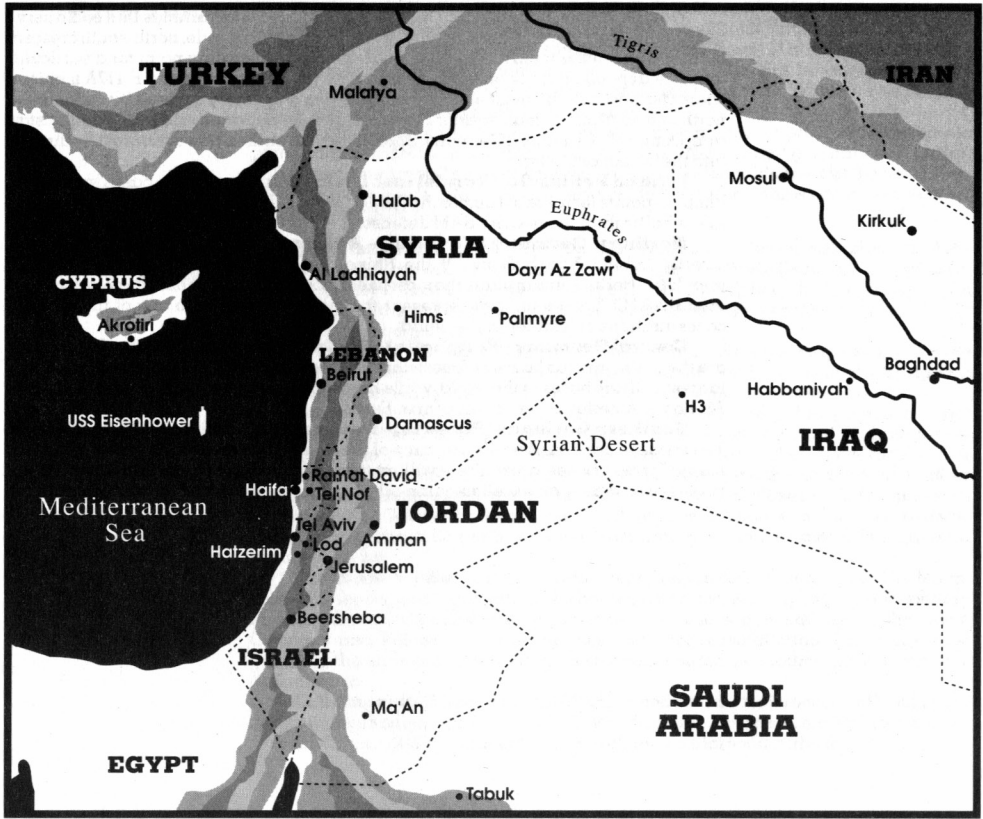 Tigris
TURKEY
IRAN
Malatya
Mosul
Halab
Euphrates
Kirkuk
SYRIA
Al Ladhiqyah
Dayr Az Zawr
CYPRUS
Akrotiri
Hims
Palmyre
LEBANON
Beirut
Baghdad
Habbaniyah
H3
USS Eisenhower
Damascus
Syrian Desert
IRAQ
Ramat David
Haifa
Tel Nof
Mediterranean
Sea
JORDAN
Tel Aviv
Amman
Hatzerim
Lod
Jerusalem
Beersheba
ISRAEL
SAUDI
ARABIA
Ma'An
EGYPT
Tabuk